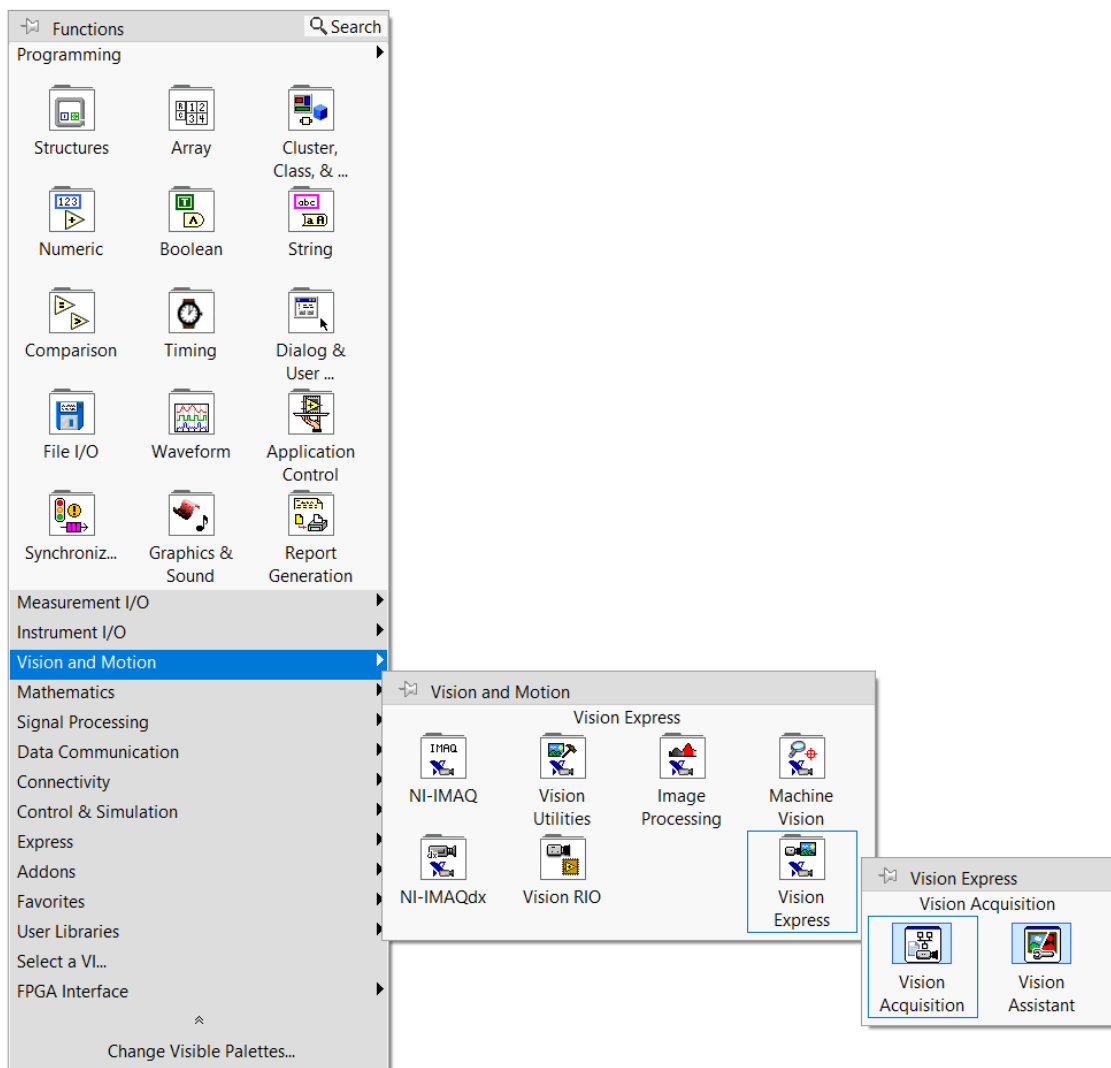 Functions
Search
Programming
Structures
Array
Cluster,
Class, & ...
Numeric
Boolean
String
Comparison
Timing
Dialog &
User ...
File I/O
Waveform
Application
Control
Synchroniz...
Graphics &
Sound
Report
Generation
Measurement I/O
Instrument I/O
Vision and Motion
Mathematics
Signal Processing
Data Communication
Connectivity
Control & Simulation
Express
Addons
Favorites
User Libraries
Select a VI...
FPGA Interface
Change Visible Palettes...
Vision and Motion
Vision Express
IMAQ
NI-IMAQ
Vision
Utilities
Image
Processing
Machine
Vision
NI-IMAQdx
Vision RIO
Vision
Express
Vision Express
Vision Acquisition
Vision
Acquisition
Vision
Assistant